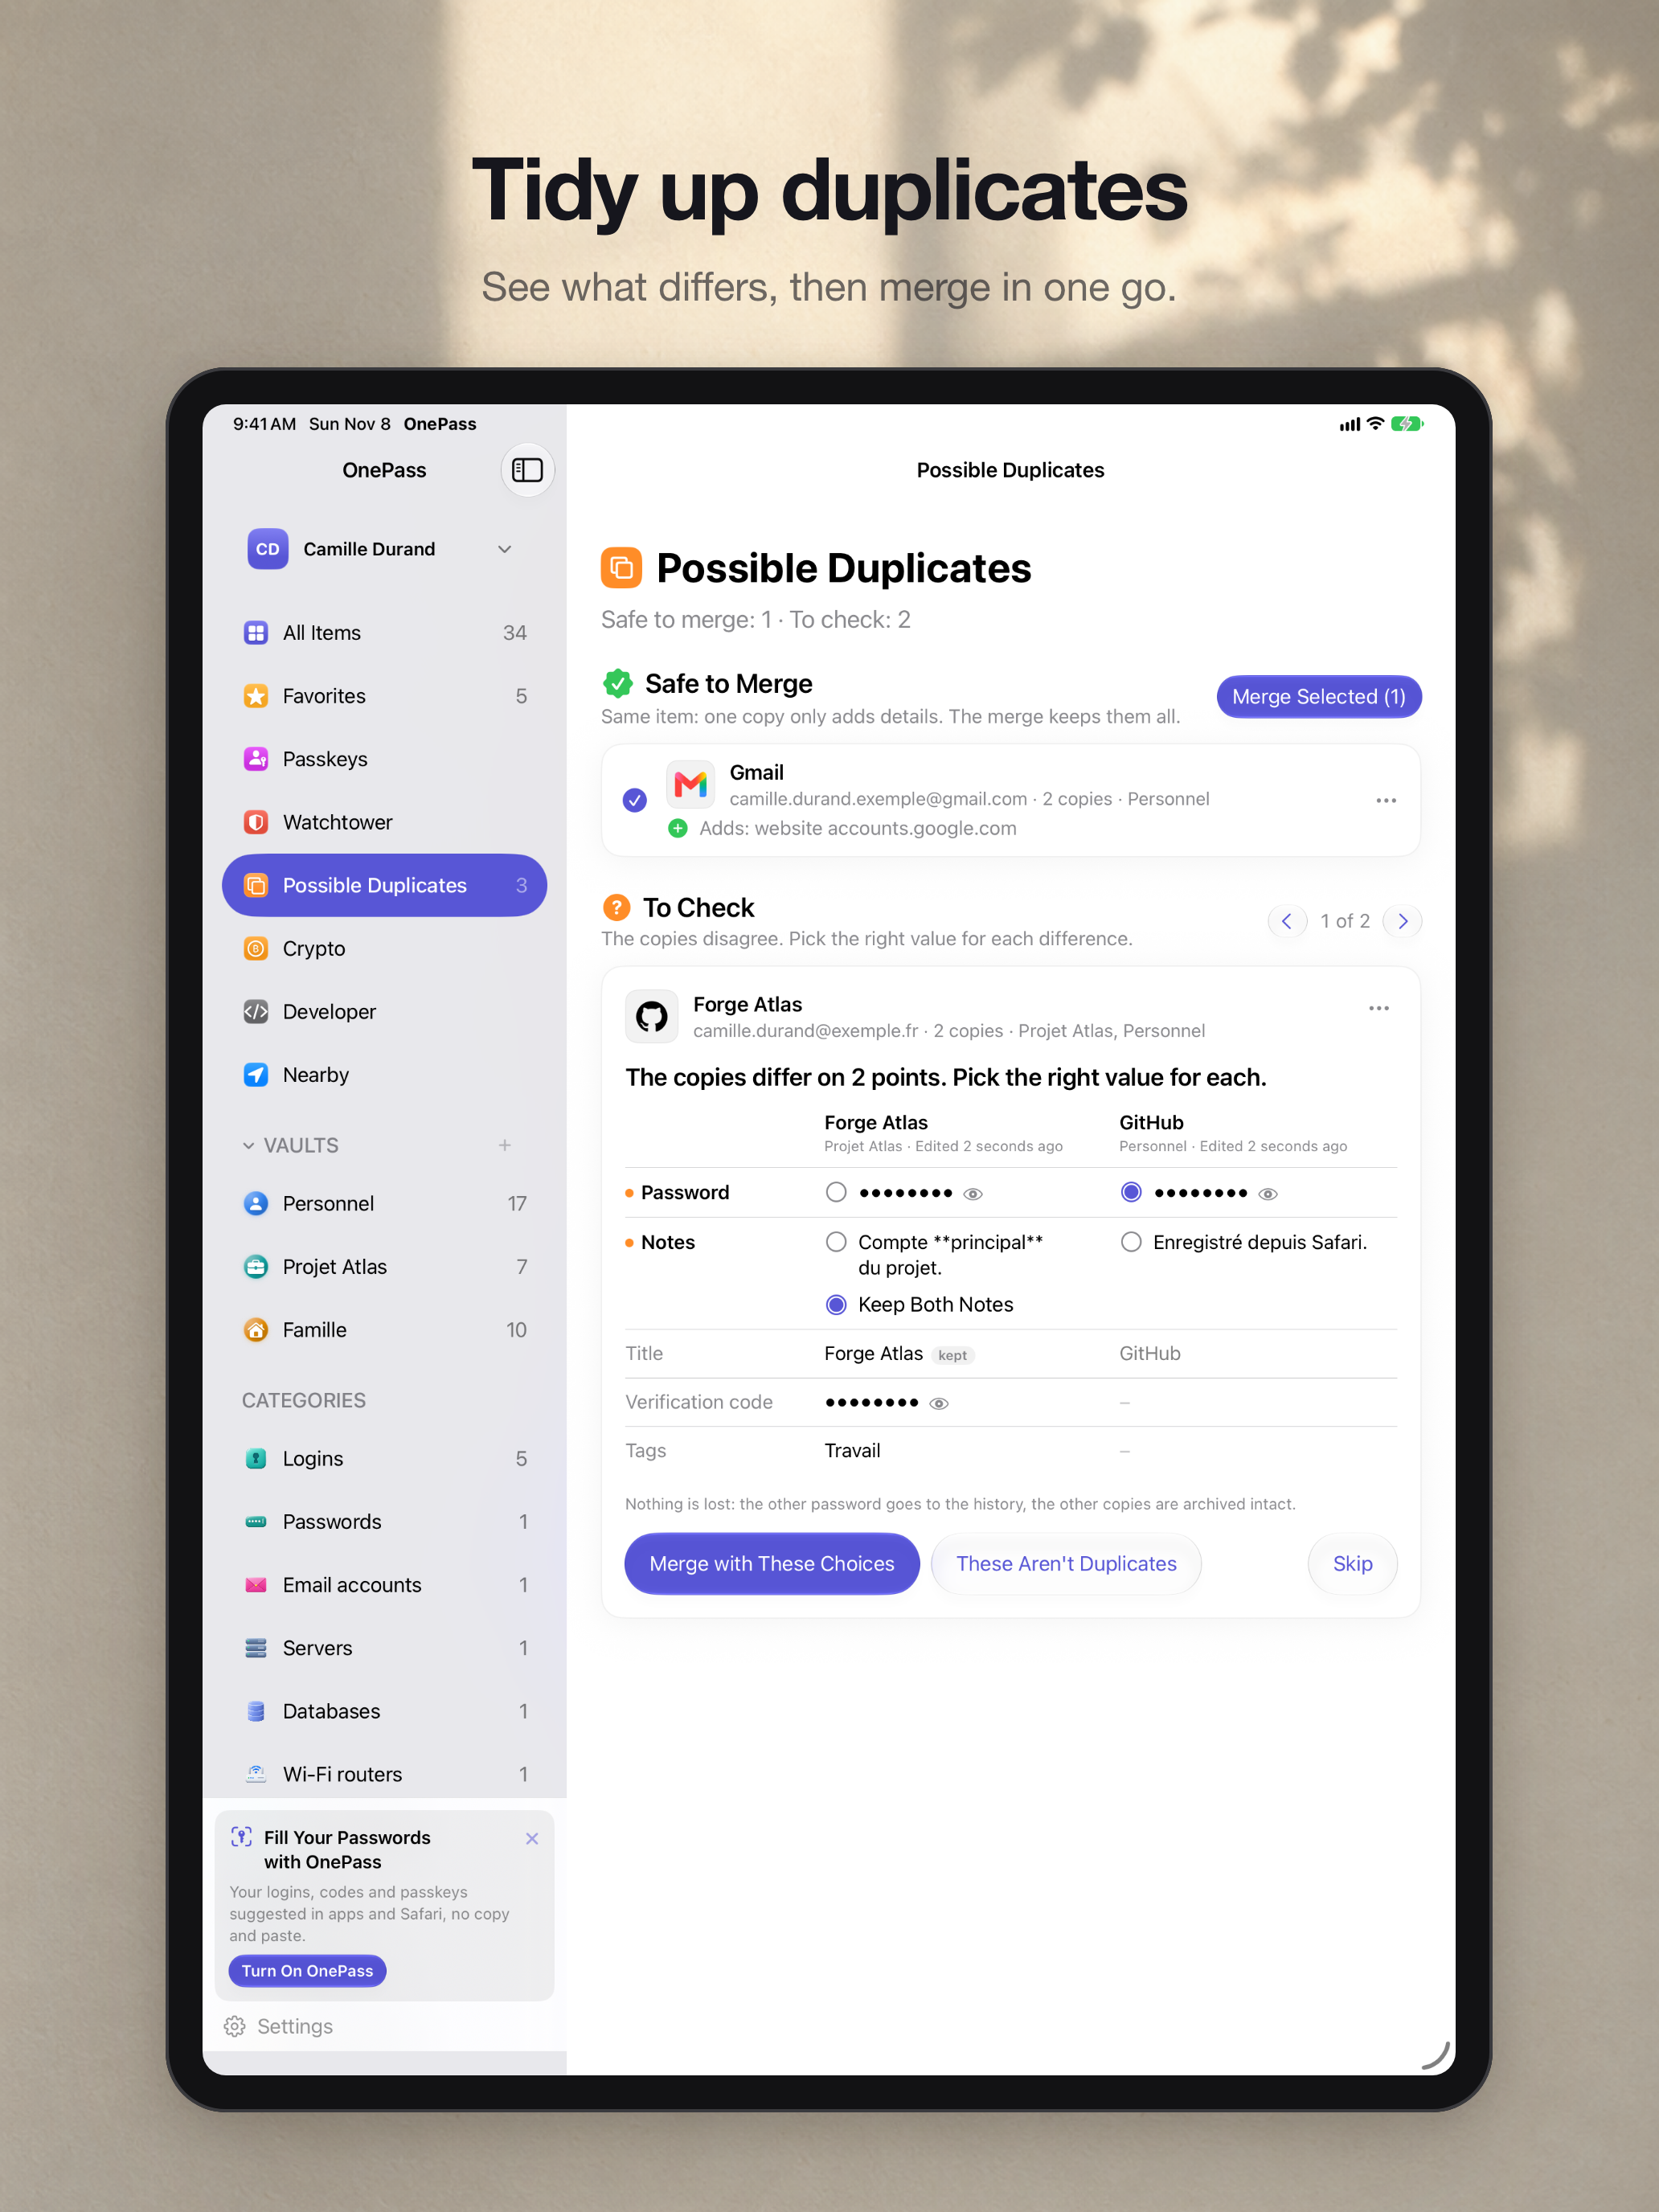 Tidy up duplicates
See what differs, then merge in one go.
9:41 AM Sun Nov 8 OnePass
OnePass
CD Camille Durand
All Items 34
Favorites 5
Passkeys
Watchtower
Possible Duplicates 3
Crypto
Developer
Nearby
VAULTS +
Personnel 17
Projet Atlas 7
Famille 10
CATEGORIES
Logins 5
Passwords 1
Email accounts 1
Servers 1
Databases 1
Wi-Fi routers 1
Fill Your Passwords
with OnePass
Your logins, codes and passkeys
suggested in apps and Safari, no copy
and paste.
Turn On OnePass
Settings
Possible Duplicates
Possible Duplicates
Safe to merge: 1 · To check: 2
Safe to Merge
Same item: one copy only adds details. The merge keeps them all.
Merge Selected (1)
Gmail
camille.durand.exemple@gmail.com · 2 copies · Personnel
Adds: website accounts.google.com
? To Check
The copies disagree. Pick the right value for each difference.
1 of 2
Forge Atlas
camille.durand@exemple.fr · 2 copies · Projet Atlas, Personnel
The copies differ on 2 points. Pick the right value for each.
Forge Atlas GitHub
Projet Atlas · Edited 2 seconds ago Personnel · Edited 2 seconds ago
• Password •••••••• ••••••••
• Notes Compte **principal** Enregistré depuis Safari.
du projet.
Keep Both Notes
Title Forge Atlas kept GitHub
Verification code •••••••• –
Tags Travail –
Nothing is lost: the other password goes to the history, the other copies are archived intact.
Merge with These Choices These Aren't Duplicates Skip